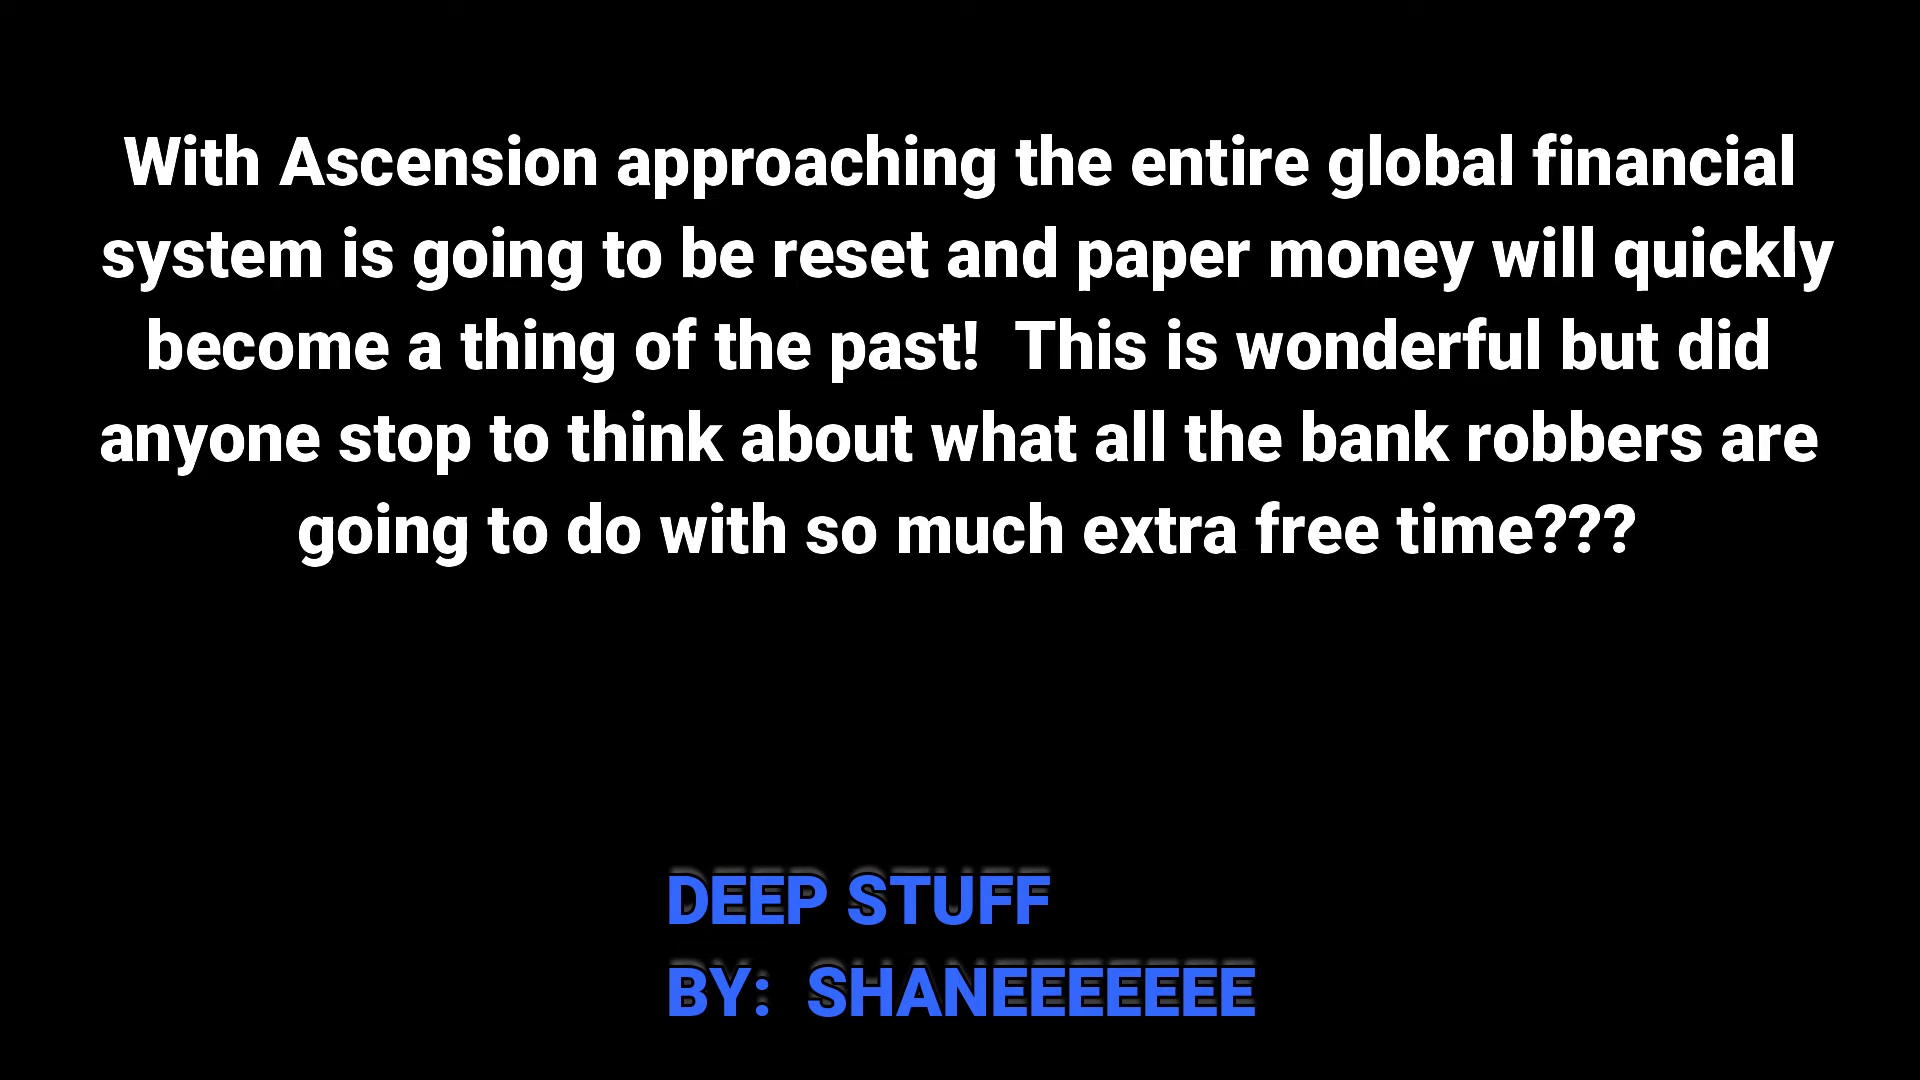 With Ascension approaching the entire global financial
system is going to be reset and paper money will quickly
become a thing of the past!  This is wonderful but did
anyone stop to think about what all the bank robbers are
going to do with so much extra free time???
DEEP STUFF
BY:  SHANEEEEEEE